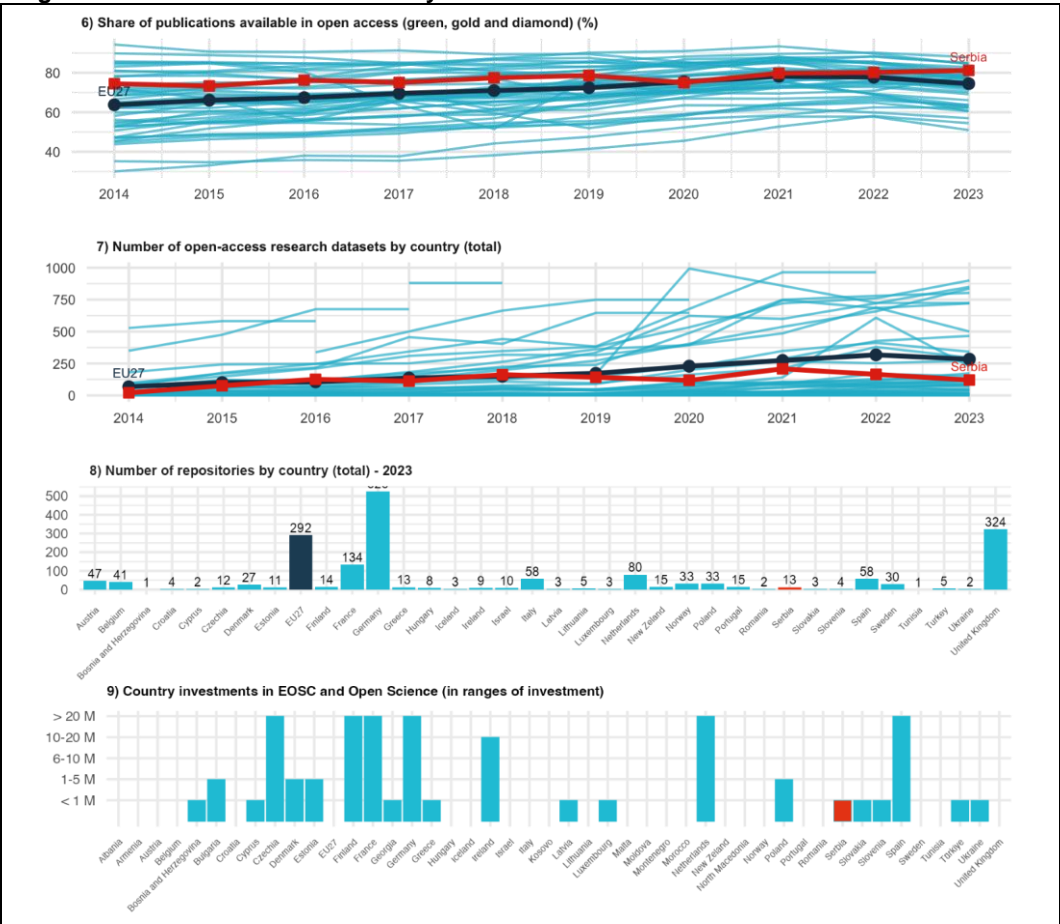 6) Share of publications available in open access (green, gold and diamond) (%)
Serbia
80
EU27
60
40
2014 2015 2016 2017 2018 2019 2020 2021 2022 2023
7) Number of open-access research datasets by country (total)
1000
750
500
250
EU27
Serbia
0
2014 2015 2016 2017 2018 2019 2020 2021 2022 2023
8) Number of repositories by country (total) - 2023
500
400
300
200
100
0
47 41 1 4 2 12 27 11 292 14 134 13 8 3 9 10 58 3 5 3 80 15 33 33 15 2 13 3 4 58 30 1 5 2 324
Austria Belgium Bosnia and Herzegovina Croatia Cyprus Czechia Denmark Estonia EU27 Finland France Germany Greece Hungary Iceland Ireland Israel Italy Latvia Lithuania Luxembourg Netherlands New Zealand Norway Poland Portugal Romania Serbia Slovakia Slovenia Spain Sweden Tunisia Turkey Ukraine United Kingdom
9) Country investments in EOSC and Open Science (in ranges of investment)
> 20 M
10-20 M
6-10 M
1-5 M
< 1 M
Albania Armenia Austria Belgium Bosnia and Herzegovina Bulgaria Croatia Cyprus Czechia Denmark Estonia EU27 Finland France Georgia Germany Greece Hungary Iceland Ireland Israel Italy Kosovo Latvia Lithuania Luxembourg Malta Moldova Montenegro Morocco Netherlands New Zeland North Macedonia Norway Poland Portugal Romania Serbia Slovakia Slovenia Spain Sweden Tunisia Türkiye Ukraine United Kingdom